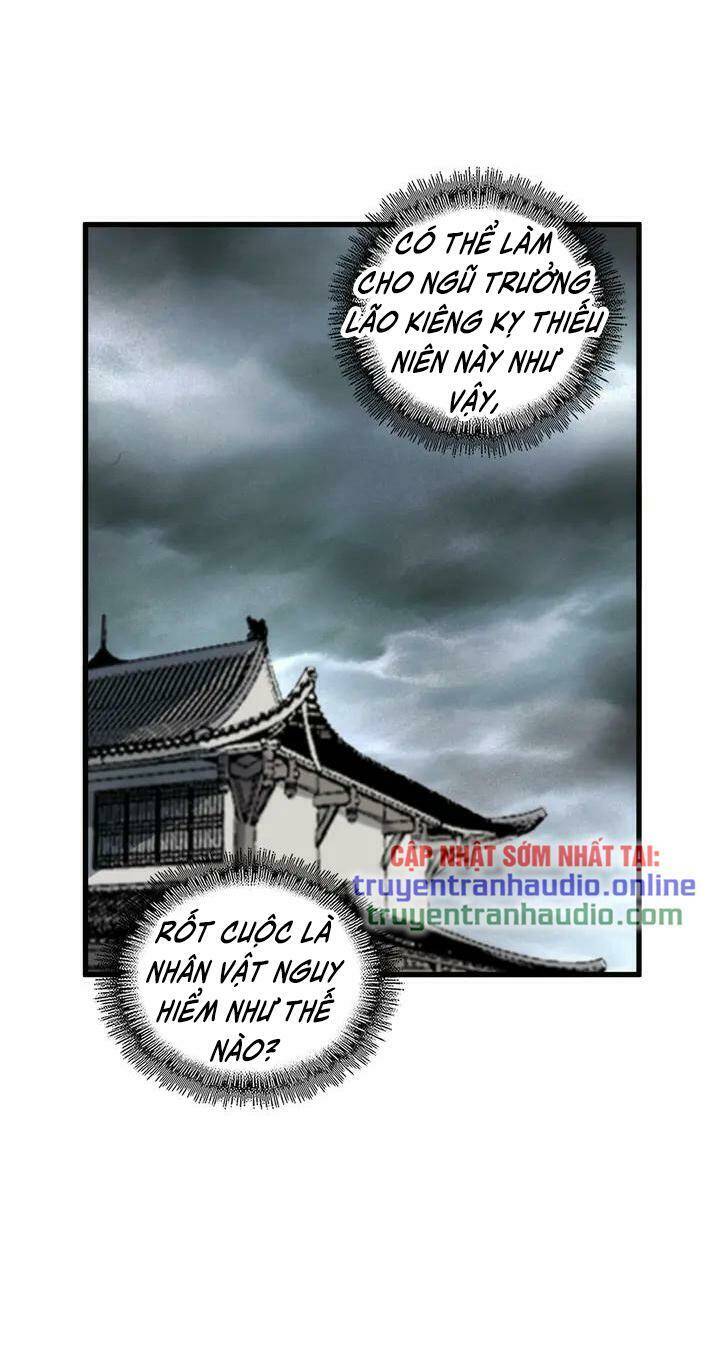 CÓ THỂ LÀM
CHO NGŨ TRƯỞNG
LÃO KIÊNG KỴ THIẾU
NIÊN NÀY NHƯ
VẬY,
CẬP NHẬT SỚM NHẤT TẠI:
truyentranhaudio.online
truyentranhaudio.com
RỐT CUỘC LÀ
NHÂN VẬT NGUY
HIỂM NHƯ THẾ
NÀO?